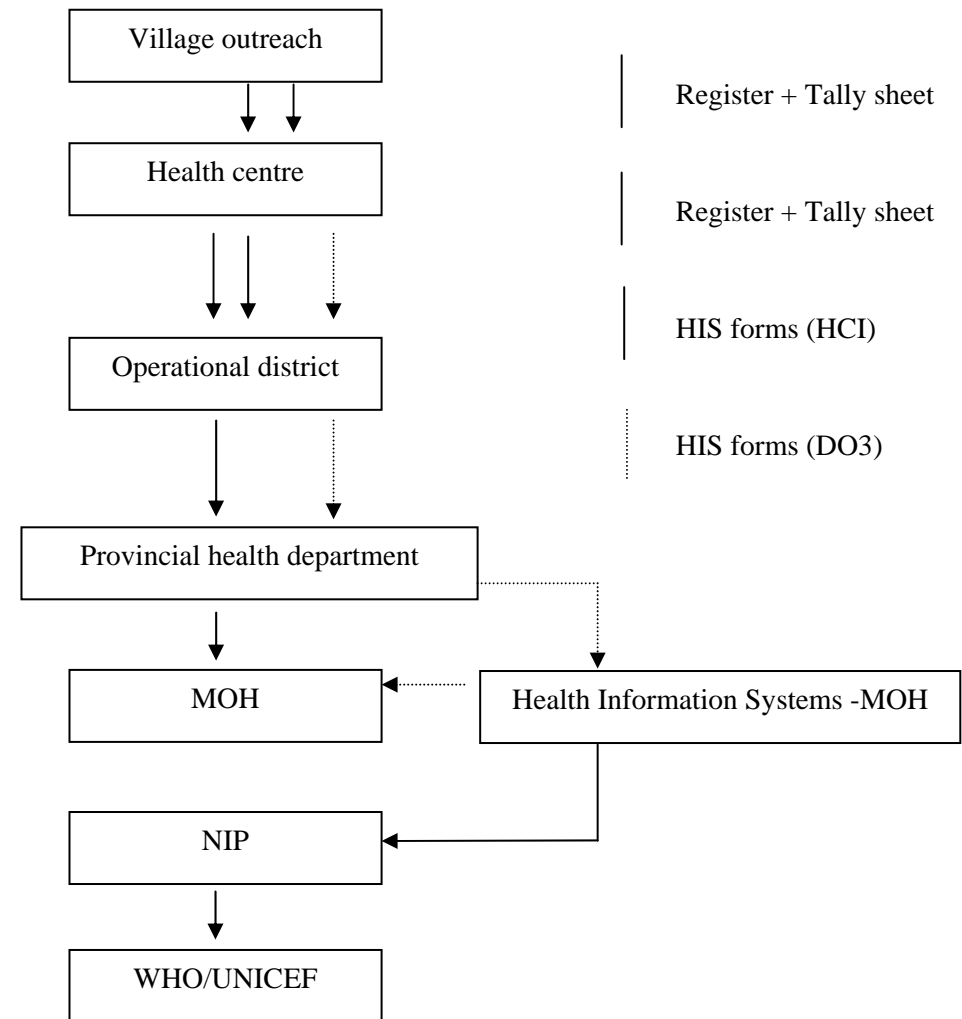 Village outreach
Register + Tally sheet
Health centre
Register + Tally sheet
HIS forms (HCI)
Operational district
HIS forms (DO3)
Provincial health department
MOH
Health Information Systems -MOH
NIP
WHO/UNICEF